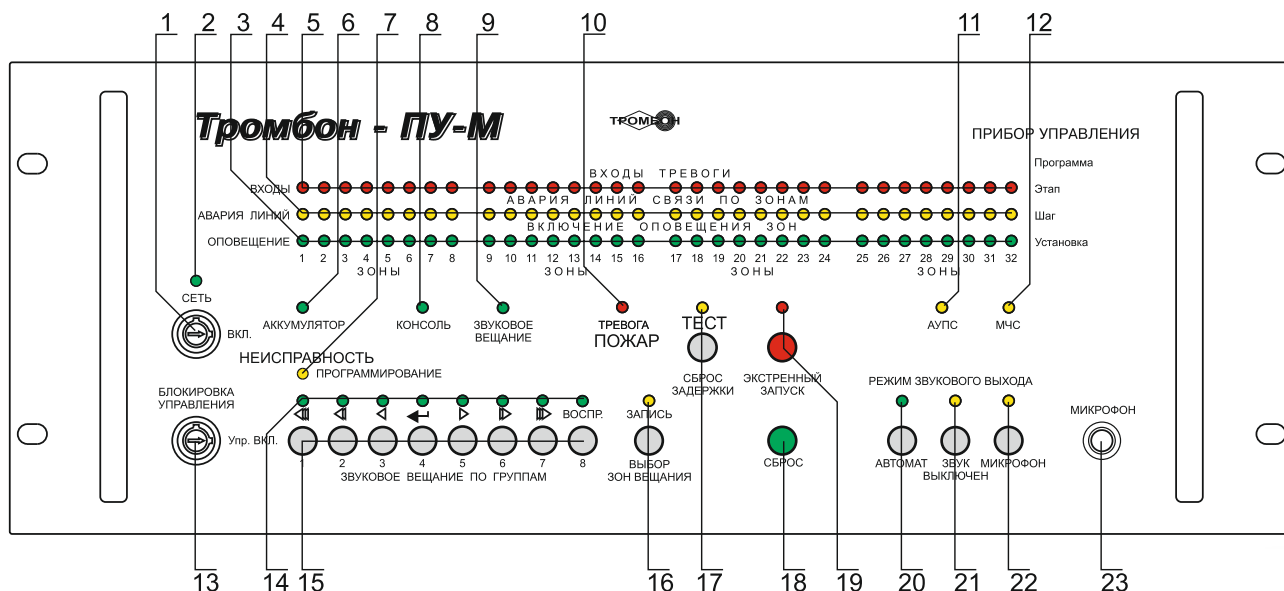 1 2 3 4 5 6 7 8 9 10 11 12
Тромбон - ПУ-М
ТРОМБОН
ПРИБОР УПРАВЛЕНИЯ
Программа
ВХОДЫ ТРЕВОГИ
ВХОДЫ
Этап
АВАРИЯ ЛИНИЙ СВЯЗИ ПО ЗОНАМ
АВАРИЯ ЛИНИЙ
Шаг
ВКЛЮЧЕНИЕ ОПОВЕЩЕНИЯ ЗОН
ОПОВЕЩЕНИЕ
Установка
1 2 3 4 5 6 7 8 9 10 11 12 13 14 15 16 17 18 19 20 21 22 23 24 25 26 27 28 29 30 31 32
ЗОНЫ ЗОНЫ ЗОНЫ ЗОНЫ
СЕТЬ
ВКЛ.
АККУМУЛЯТОР
КОНСОЛЬ
ЗВУКОВОЕ
ВЕЩАНИЕ
ТРЕВОГА
ПОЖАР
ТЕСТ
АУПС
МЧС
НЕИСПРАВНОСТЬ
ПРОГРАММИРОВАНИЕ
СБРОС
ЗАДЕРЖКИ
ЭКСТРЕННЫЙ
ЗАПУСК
РЕЖИМ ЗВУКОВОГО ВЫХОДА
БЛОКИРОВКА
УПРАВЛЕНИЯ
Упр. ВКЛ.
ВОСПР.
ЗАПИСЬ
МИКРОФОН
1 2 3 4 5 6 7 8
ЗВУКОВОЕ ВЕЩАНИЕ ПО ГРУППАМ
ВЫБОР
ЗОН ВЕЩАНИЯ
СБРОС
АВТОМАТ
ЗВУК
ВЫКЛЮЧЕН
МИКРОФОН
13 14 15 16 17 18 19 20 21 22 23